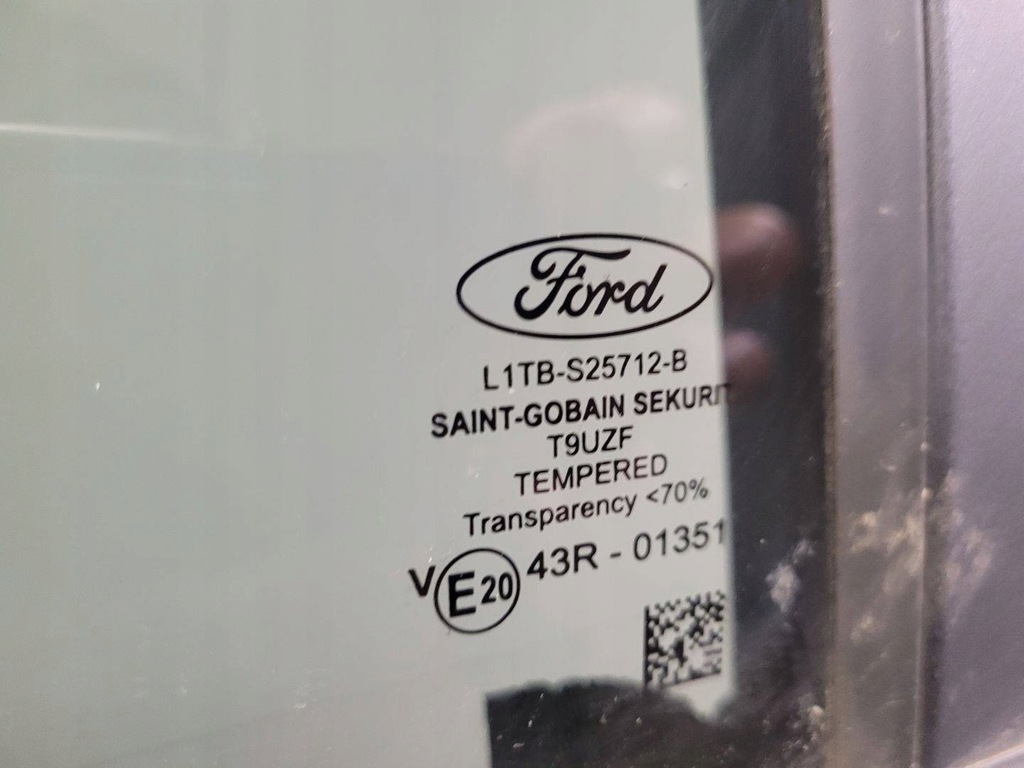 Ford
L1TB-S25712-B
SAINT-GOBAIN SEKURIT
T9UZF
TEMPERED
Transparency <70%
V E20 43R - 01351